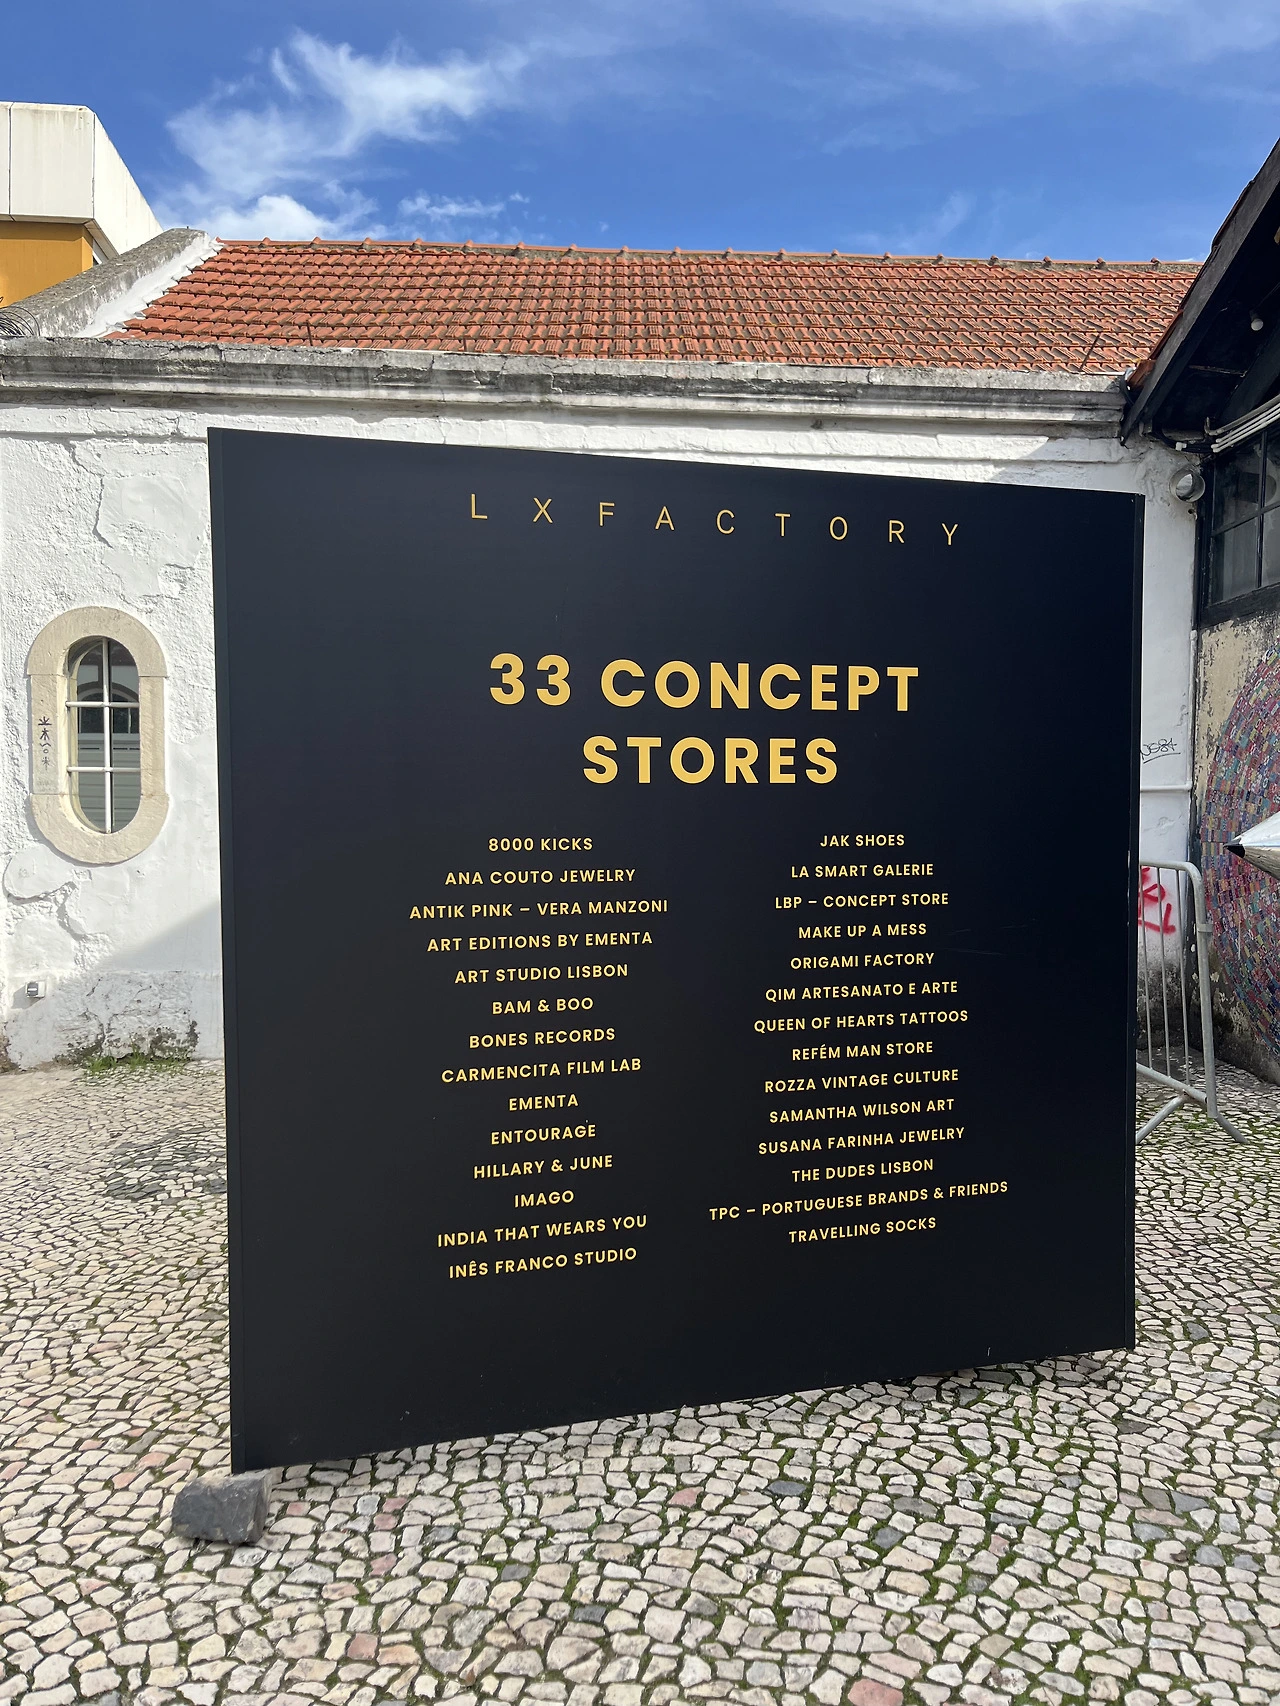 LXFACTORY
33 CONCEPT
STORES
8000 KICKS
ANA COUTO JEWELRY
ANTIK PINK – VERA MANZONI
ART EDITIONS BY EMENTA
ART STUDIO LISBON
BAM & BOO
BONES RECORDS
CARMENCITA FILM LAB
EMENTA
ENTOURAGE
HILLARY & JUNE
IMAGO
INDIA THAT WEARS YOU
INÊS FRANCO STUDIO
JAK SHOES
LA SMART GALERIE
LBP – CONCEPT STORE
MAKE UP A MESS
ORIGAMI FACTORY
QIM ARTESANATO E ARTE
QUEEN OF HEARTS TATTOOS
REFÉM MAN STORE
ROZZA VINTAGE CULTURE
SAMANTHA WILSON ART
SUSANA FARINHA JEWELRY
THE DUDES LISBON
TPC – PORTUGUESE BRANDS & FRIENDS
TRAVELLING SOCKS